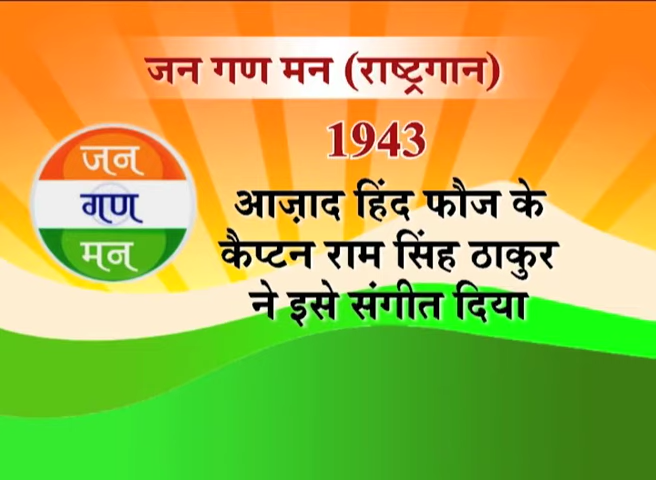 जन गण मन (राष्ट्रगान)
1943
जन
गण
मन
आज़ाद हिंद फौज के
कैप्टन राम सिंह ठाकुर
ने इसे संगीत दिया